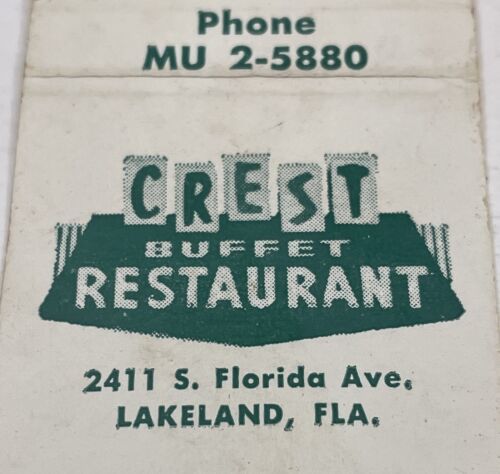 Phone
MU 2-5880
CREST
BUFFET
RESTAURANT
2411 S. Florida Ave.
LAKELAND, FLA.